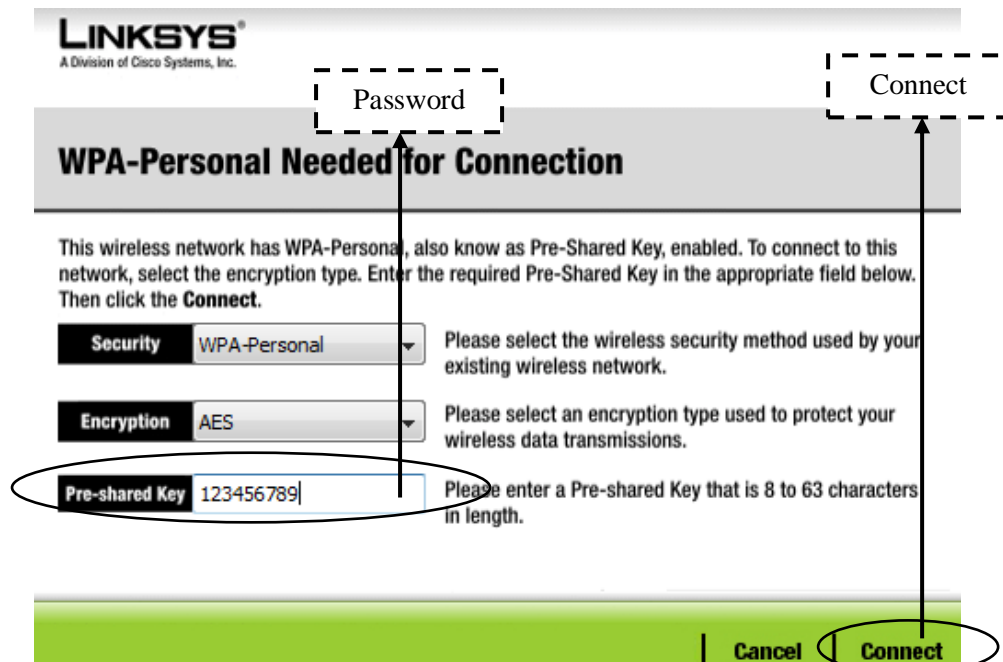 LINKSYS®
A Division of Cisco Systems, Inc.
Password
Connect
WPA-Personal Needed for Connection
This wireless network has WPA-Personal, also know as Pre-Shared Key, enabled. To connect to this
network, select the encryption type. Enter the required Pre-Shared Key in the appropriate field below.
Then click the Connect.
Security WPA-Personal
Please select the wireless security method used by your
existing wireless network.
Encryption AES
Please select an encryption type used to protect your
wireless data transmissions.
Pre-shared Key 123456789
Please enter a Pre-shared Key that is 8 to 63 characters
in length.
Cancel Connect